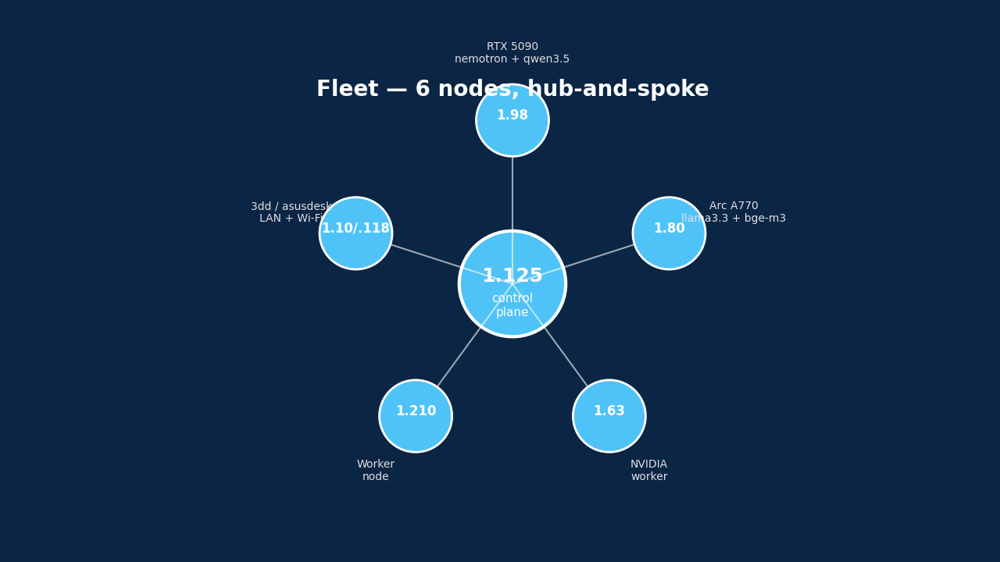 RTX 5090
nemotron + qwen3.5
Fleet — 6 nodes, hub-and-spoke
1.98
3dd / asusdesk
LAN + Wi-Fi
1.10/.118
Arc A770
llama3.3 + bge-m3
1.80
1.125
control
plane
1.210
1.63
Worker
node
NVIDIA
worker